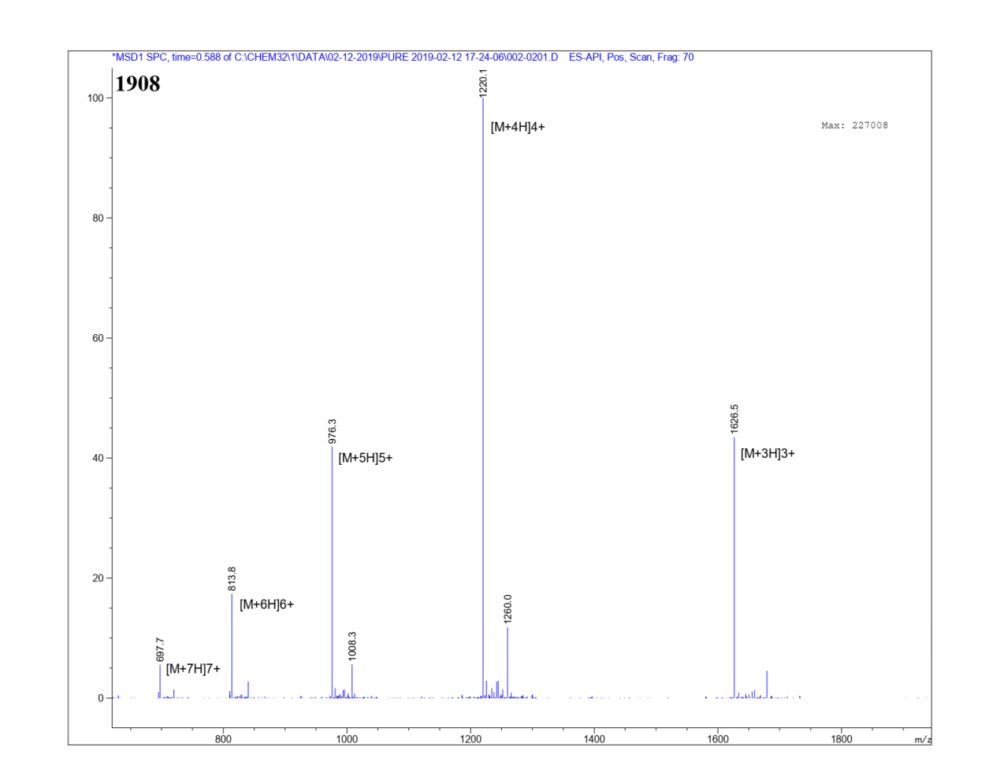 *MSD1 SPC, time=0.588 of C:\CHEM32\1\DATA\02-12-2019\PURE 2019-02-12 17-24-06\002-0201.D ES-API, Pos, Scan, Frag: 70
1908
Max: 227008
100
80
60
40
20
0
1220.1
[M+4H]4+
1626.5
[M+3H]3+
976.3
[M+5H]5+
813.8
[M+6H]6+
697.7
[M+7H]7+
1008.3
1260.0
800 1000 1200 1400 1600 1800 m/z